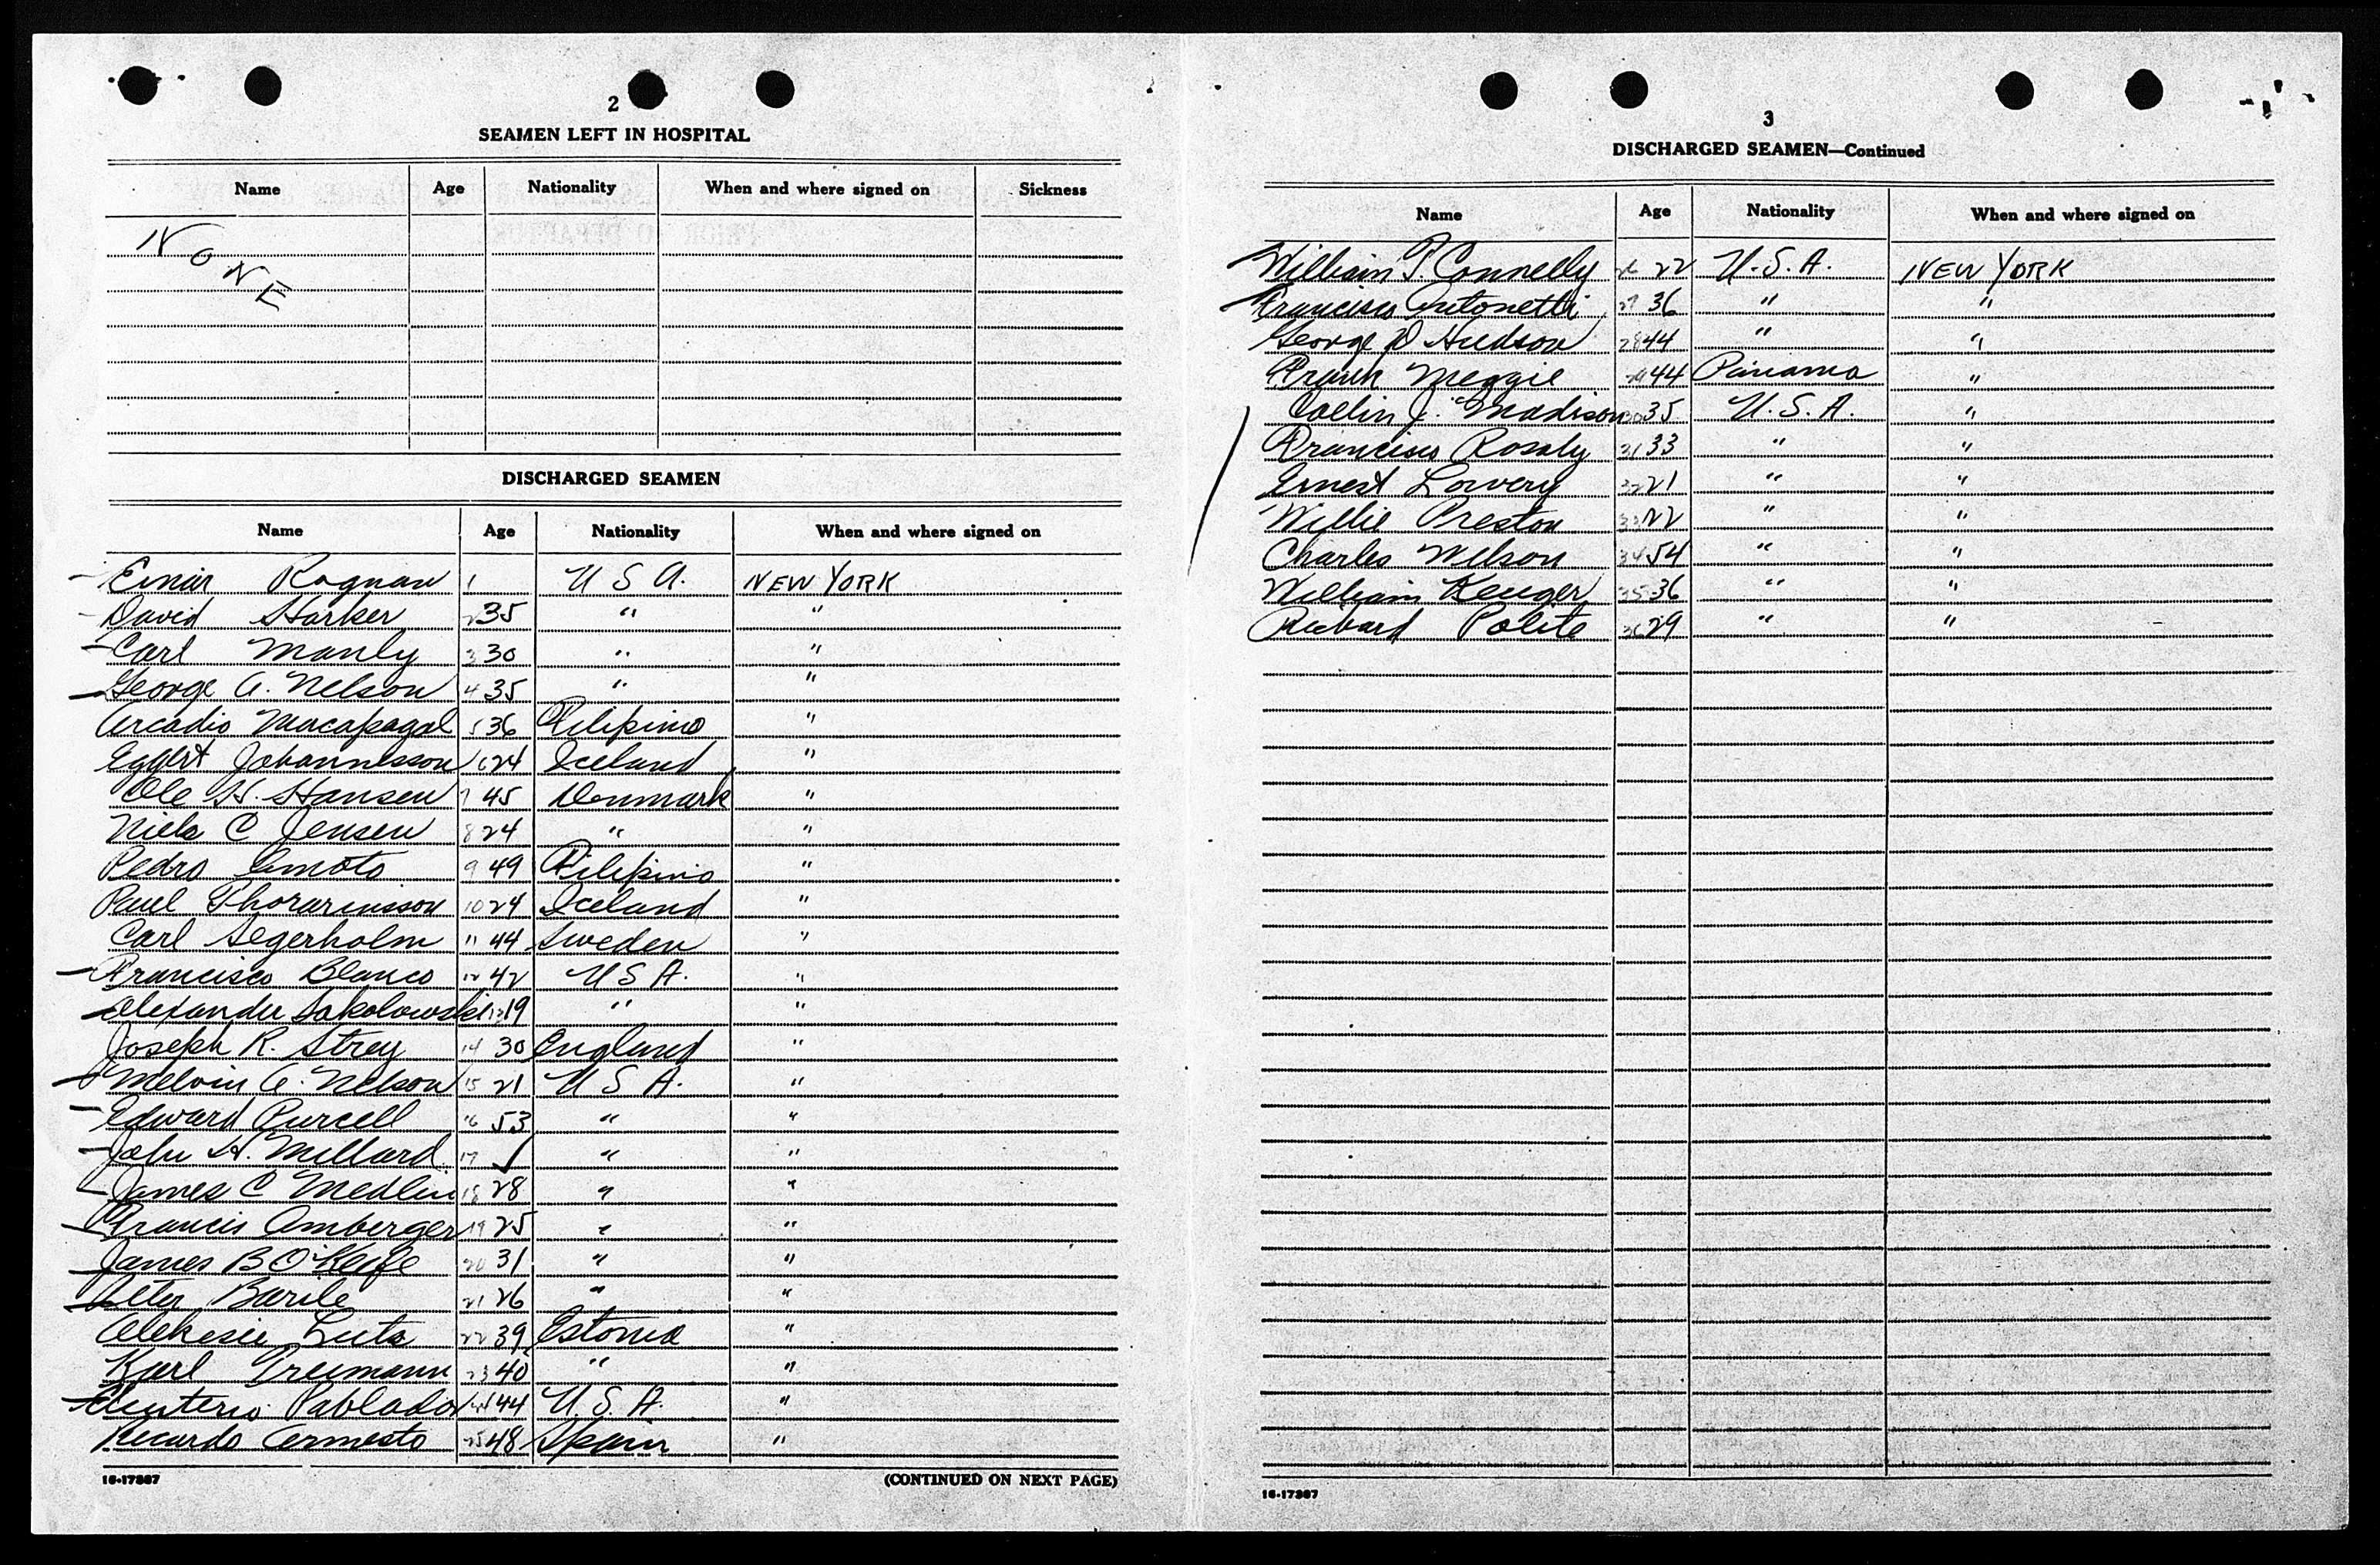 2
SEAMEN LEFT IN HOSPITAL
Name Age Nationality When and where signed on Sickness
NONE
DISCHARGED SEAMEN
Name Age Nationality When and where signed on
Einar Ragnar 1 U S A. NEW YORK
David Starker 2 35 " "
Carl Manly 3 30 " "
George A. Nelson 4 35 " "
Arcadio Macapagal 5 36 Filipino "
Eggert Johannesson 6 24 Iceland "
Ole H. Hansen 7 45 Denmark "
Niels C Jensen 8 24 " "
Pedro 9 49 Filipino "
Paul Thorarinsson 10 24 Iceland "
Carl Segerholm 11 44 Sweden "
Francisco Blanco 12 42 U S A. "
Alexander Sakolowski 13 19 " "
Joseph R. Strey 14 30 England "
Melvin A. Nelson 15 21 U S A. "
Edward Purcell 16 53 " "
John H. Millard 17 ✓ " "
James C Medlin 18 28 " "
Francis Amberger 19 25 " "
James B O'Keefe 20 31 " "
Peter Barile 21 26 " "
Aleksei Luts 22 39 Estonia "
Karl Treimann 23 40 " "
Eleuterio Pablador 24 44 U. S. A. "
Ricardo Armesto 25 48 Spain "
16-17307 (CONTINUED ON NEXT PAGE)
3
DISCHARGED SEAMEN—Continued
Name Age Nationality When and where signed on
William P. Connelly 26 22 U. S. A. NEW YORK
Francisco Antonetti 27 36 " "
George D Hudson 28 44 " "
Frank Meggie 29 44 Panama "
Collin J. Madison 30 35 U. S. A. "
Francisco Rosaly 31 33 " "
Ernest Lowery 32 21 " "
Willie Preston 33 22 " "
Charles Wilson 34 54 " "
William Kenger 35 36 " "
Richard Polite 36 29 " "
16-17307